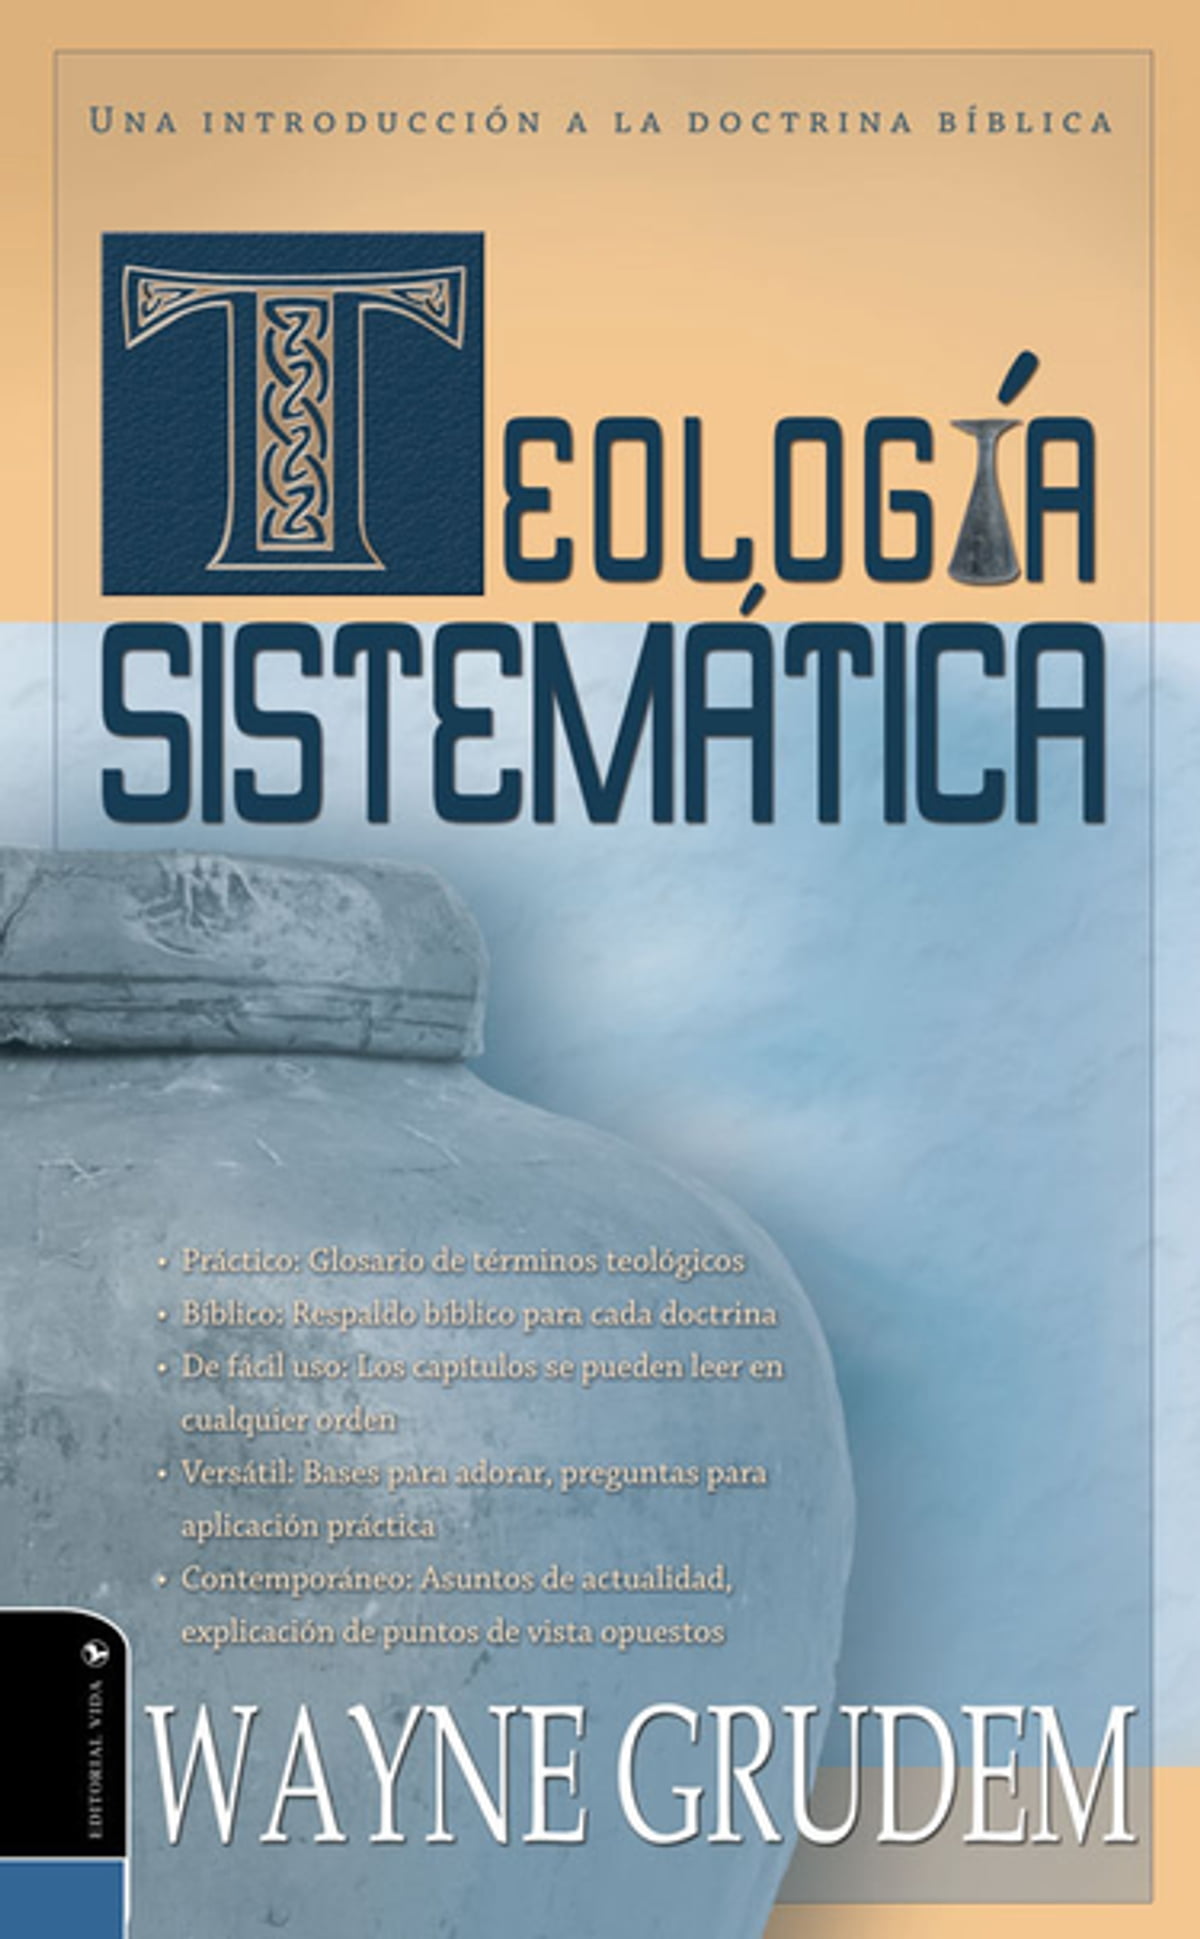 UNA INTRODUCCIÓN A LA DOCTRINA BÍBLICA
TEOLOGÍA
SISTEMÁTICA
• Práctico: Glosario de términos teológicos
• Bíblico: Respaldo bíblico para cada doctrina
• De fácil uso: Los capítulos se pueden leer en
cualquier orden
• Versátil: Bases para adorar, preguntas para
aplicación práctica
• Contemporáneo: Asuntos de actualidad,
explicación de puntos de vista opuestos
EDITORIAL VIDA
WAYNE GRUDEM